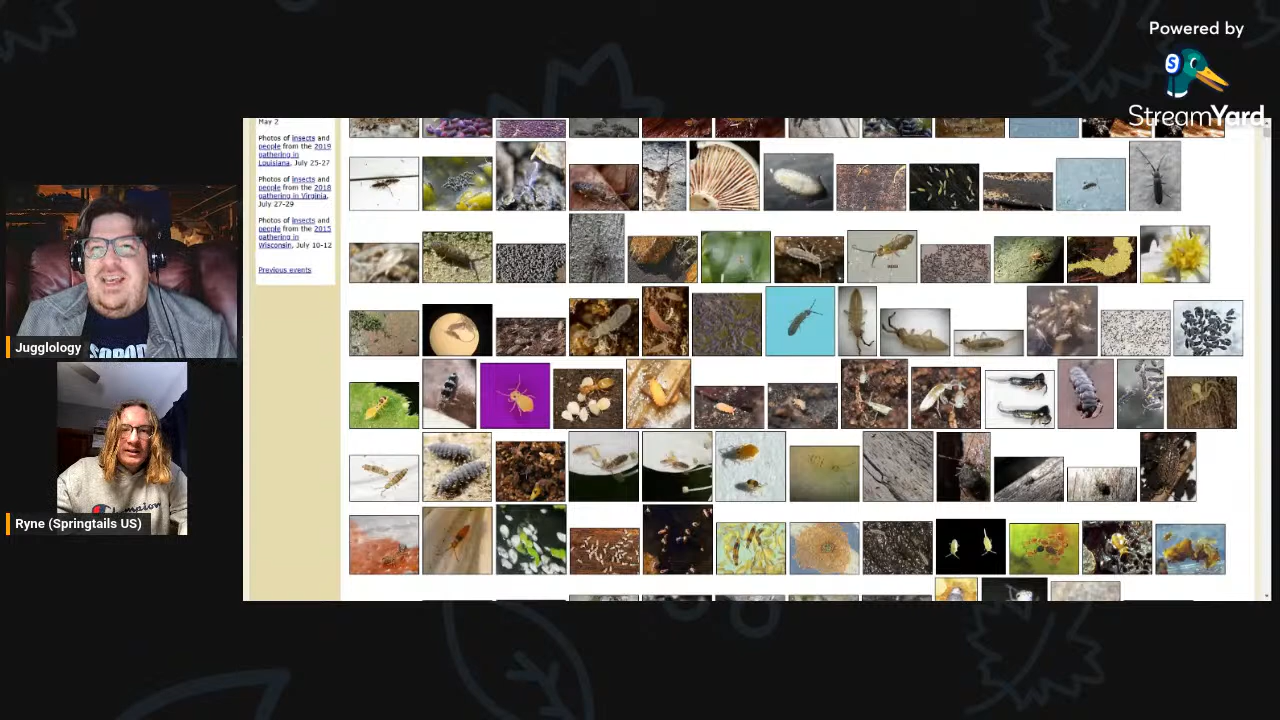 Powered by
StreamYard
May 2
Photos of insects and
people from the 2019
gathering in
Louisiana, July 25-27
Photos of insects and
people from the 2018
gathering in Virginia,
July 27-29
Photos of insects and
people from the 2015
gathering in
Wisconsin, July 10-12
Previous events
Jugglology
Champion
Ryne (Springtails US)